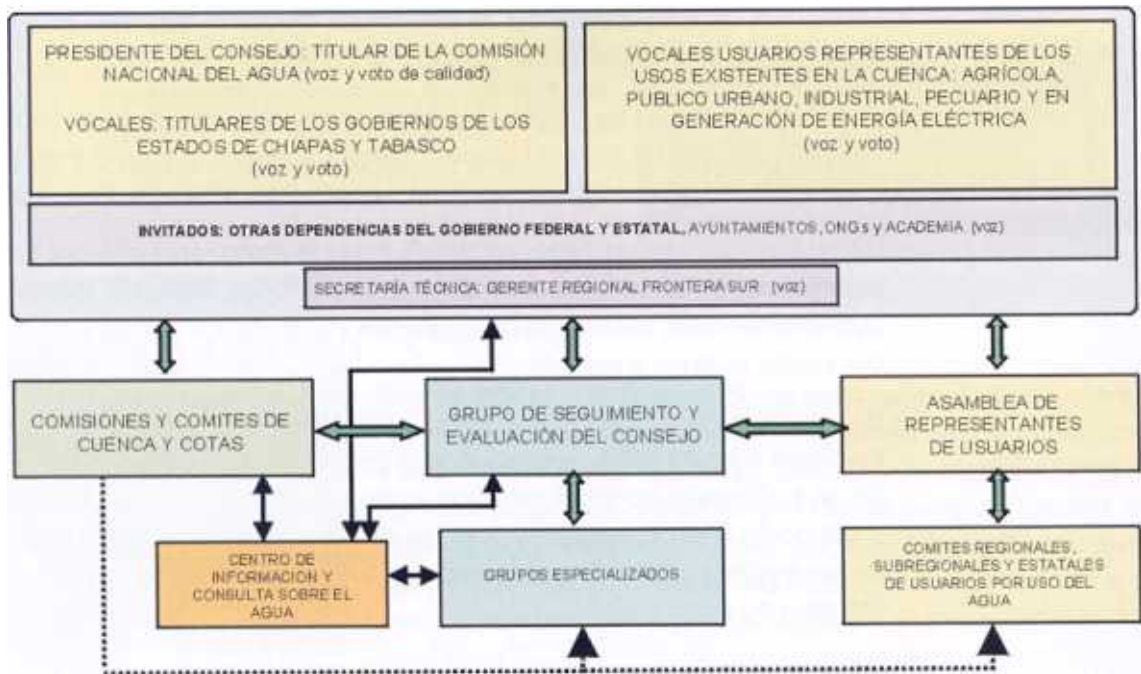 PRESIDENTE DEL CONSEJO: TITULAR DE LA COMISIÓN
NACIONAL DEL AGUA (voz y voto de calidad)
VOCALES: TITULARES DE LOS GOBIERNOS DE LOS
ESTADOS DE CHIAPAS Y TABASCO
(voz y voto)
VOCALES USUARIOS REPRESENTANTES DE LOS
USOS EXISTENTES EN LA CUENCA: AGRÍCOLA,
PUBLICO URBANO, INDUSTRIAL, PECUARIO Y EN
GENERACIÓN DE ENERGÍA ELÉCTRICA
(voz y voto)
INVITADOS: OTRAS DEPENDENCIAS DEL GOBIERNO FEDERAL Y ESTATAL, AYUNTAMIENTOS, ONGs y ACADEMIA (voz)
SECRETARÍA TÉCNICA: GERENTE REGIONAL FRONTERA SUR (voz)
COMISIONES Y COMITES DE
CUENCA Y COTAS
GRUPO DE SEGUIMIENTO Y
EVALUACIÓN DEL CONSEJO
ASAMBLEA DE
REPRESENTANTES
DE USUARIOS
CENTRO DE
INFORMACION Y
CONSULTA SOBRE EL
AGUA
GRUPOS ESPECIALIZADOS
COMITES REGIONALES,
SUBREGIONALES Y ESTATALES
DE USUARIOS POR USO DEL
AGUA